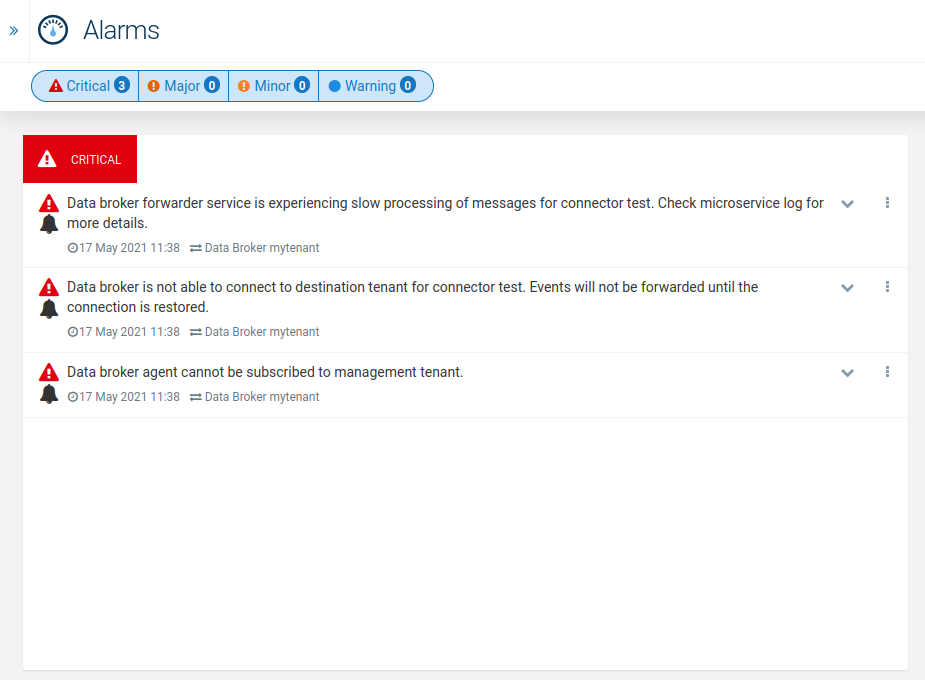 Alarms
Critical 3 Major 0 Minor 0 Warning 0
CRITICAL
Data broker forwarder service is experiencing slow processing of messages for connector test. Check microservice log for
more details.
17 May 2021 11:38 Data Broker mytenant
Data broker is not able to connect to destination tenant for connector test. Events will not be forwarded until the
connection is restored.
17 May 2021 11:38 Data Broker mytenant
Data broker agent cannot be subscribed to management tenant.
17 May 2021 11:38 Data Broker mytenant